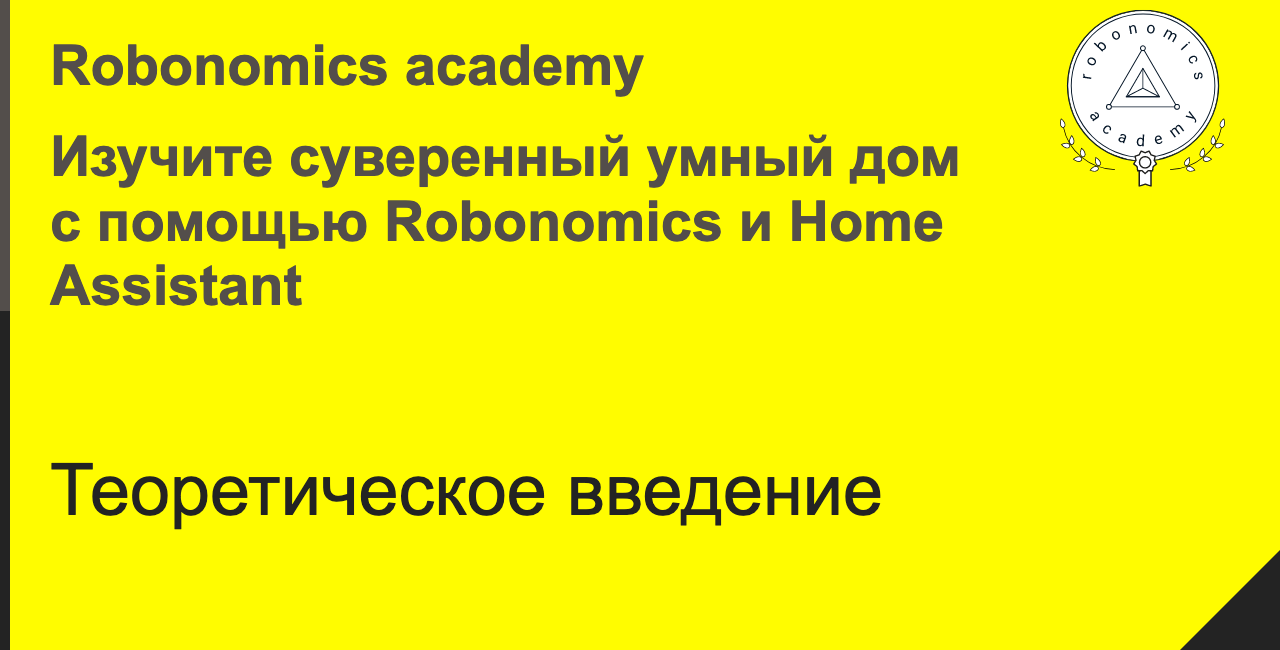 Robonomics academy
Изучите суверенный умный дом
с помощью Robonomics и Home
Assistant
robonomics
academy
Теоретическое введение